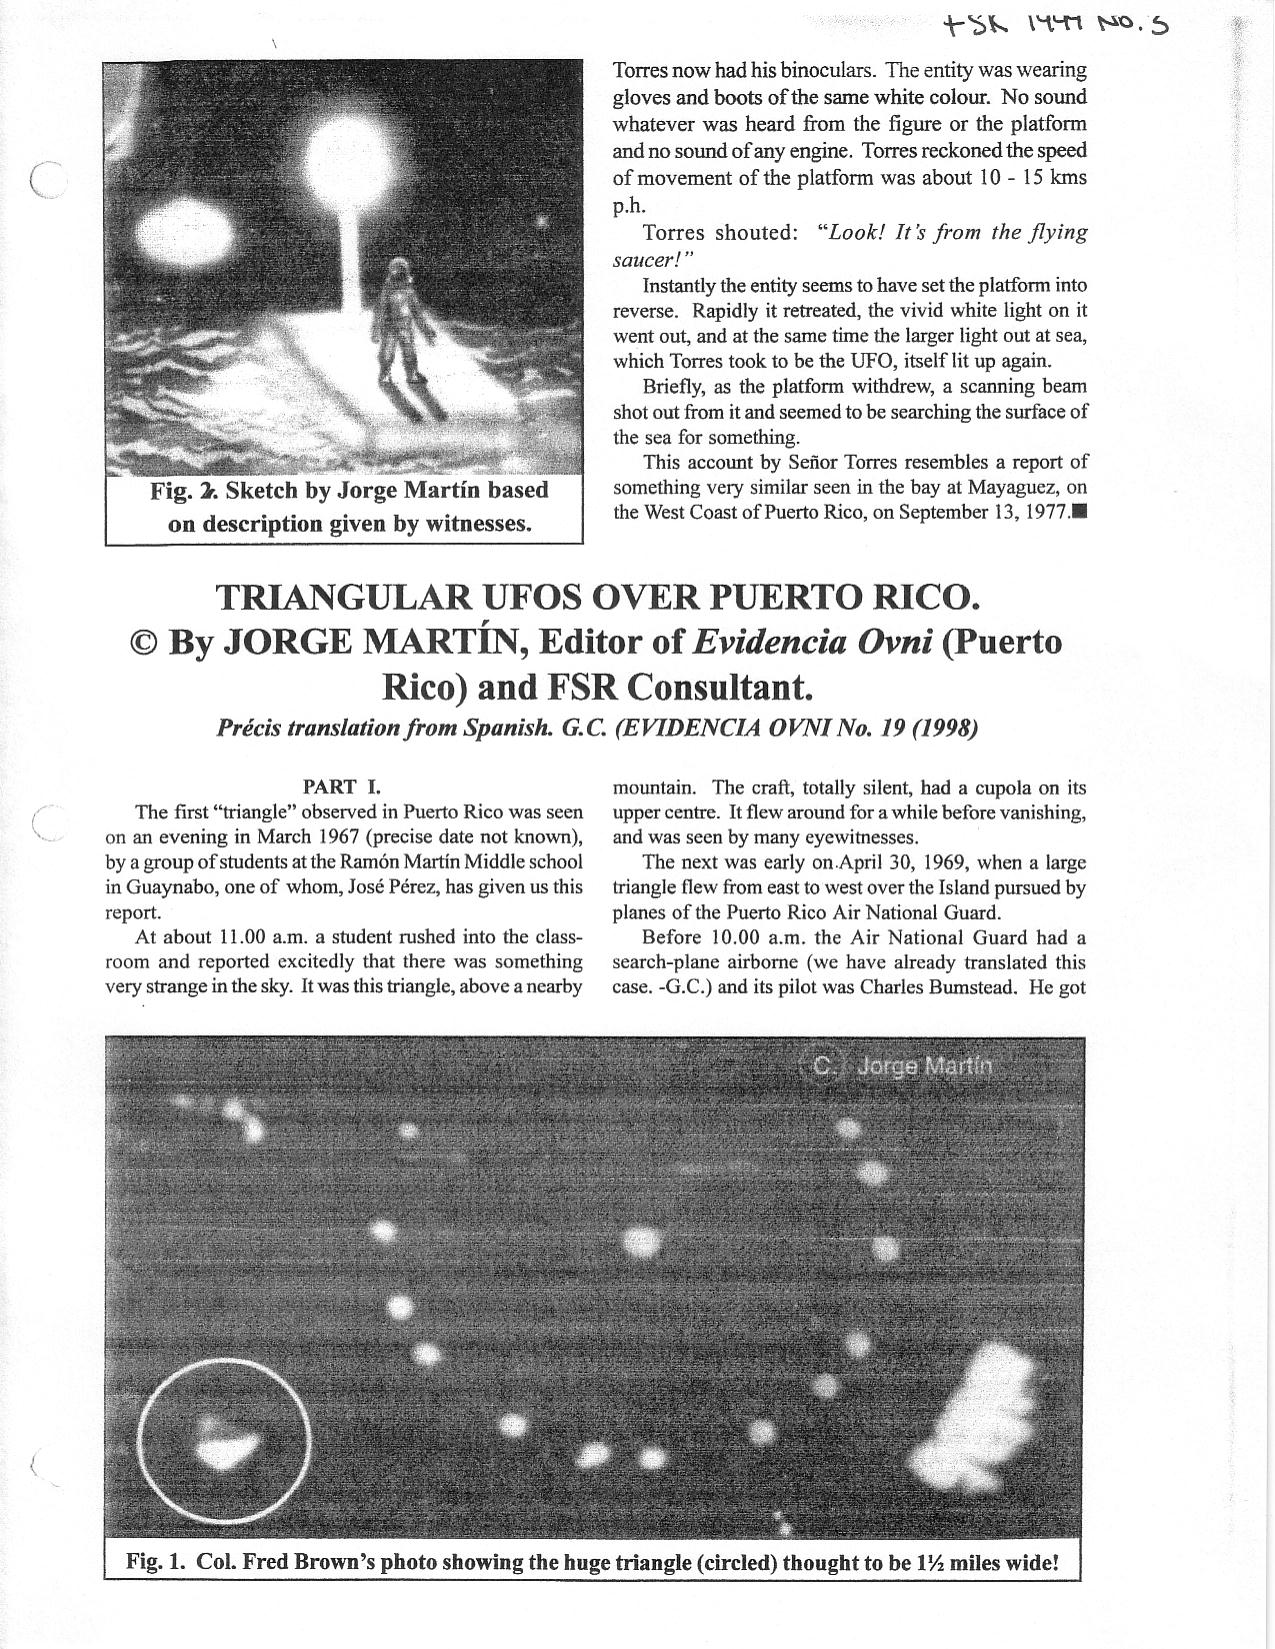 FSR 1999 NO. 5
Torres now had his binoculars. The entity was wearing
gloves and boots of the same white colour. No sound
whatever was heard from the figure or the platform
and no sound of any engine. Torres reckoned the speed
of movement of the platform was about 10 - 15 kms
p.h.
Torres shouted: “Look! It's from the flying
saucer!”
Instantly the entity seems to have set the platform into
reverse. Rapidly it retreated, the vivid white light on it
went out, and at the same time the larger light out at sea,
which Torres took to be the UFO, itself lit up again.
Briefly, as the platform withdrew, a scanning beam
shot out from it and seemed to be searching the surface of
the sea for something.
This account by Señor Torres resembles a report of
something very similar seen in the bay at Mayaguez, on
the West Coast of Puerto Rico, on September 13, 1977.■
Fig. 2. Sketch by Jorge Martín based
on description given by witnesses.
TRIANGULAR UFOS OVER PUERTO RICO.
© By JORGE MARTÍN, Editor of Evidencia Ovni (Puerto
Rico) and FSR Consultant.
Précis translation from Spanish. G.C. (EVIDENCIA OVNI No. 19 (1998)
PART I.
The first “triangle” observed in Puerto Rico was seen
on an evening in March 1967 (precise date not known),
by a group of students at the Ramón Martín Middle school
in Guaynabo, one of whom, José Pérez, has given us this
report.
At about 11.00 a.m. a student rushed into the class-
room and reported excitedly that there was something
very strange in the sky. It was this triangle, above a nearby
mountain. The craft, totally silent, had a cupola on its
upper centre. It flew around for a while before vanishing,
and was seen by many eyewitnesses.
The next was early on April 30, 1969, when a large
triangle flew from east to west over the Island pursued by
planes of the Puerto Rico Air National Guard.
Before 10.00 a.m. the Air National Guard had a
search-plane airborne (we have already translated this
case. -G.C.) and its pilot was Charles Bumstead. He got
C. Jorge Martín
Fig. 1. Col. Fred Brown's photo showing the huge triangle (circled) thought to be 1½ miles wide!